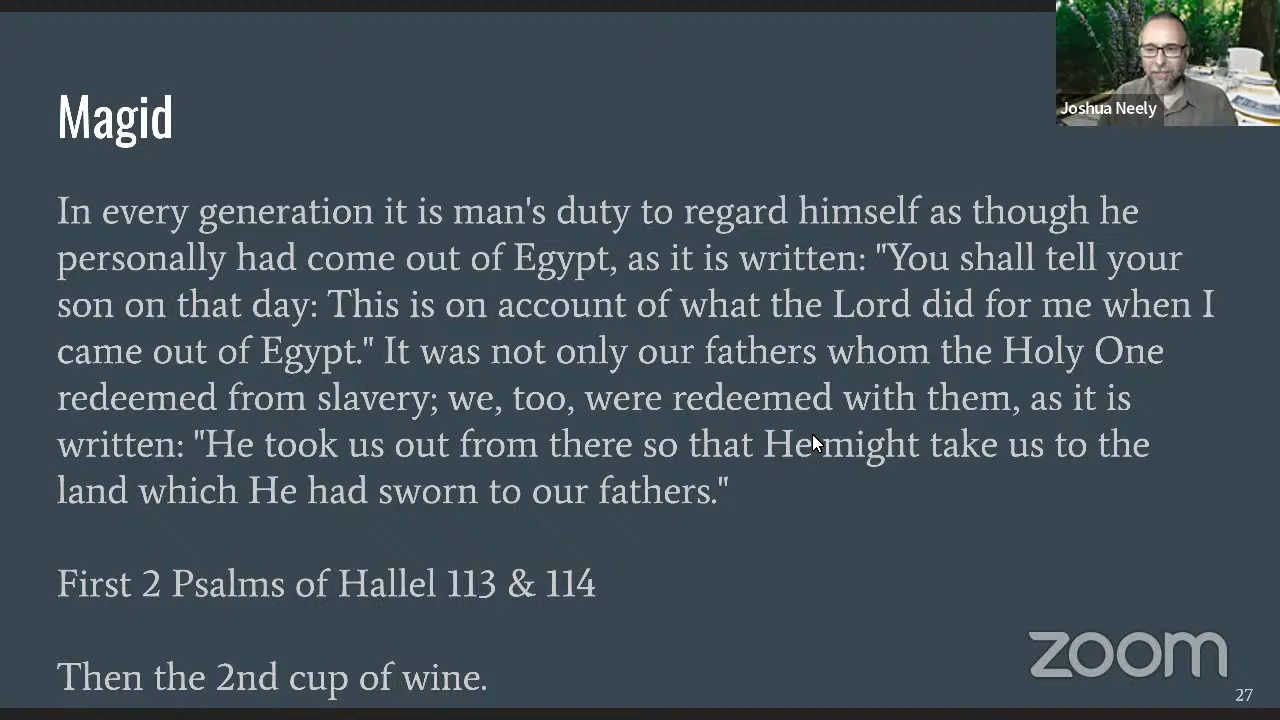 Joshua Neely
Magid
In every generation it is man's duty to regard himself as though he
personally had come out of Egypt, as it is written: "You shall tell your
son on that day: This is on account of what the Lord did for me when I
came out of Egypt." It was not only our fathers whom the Holy One
redeemed from slavery; we, too, were redeemed with them, as it is
written: "He took us out from there so that He might take us to the
land which He had sworn to our fathers."
First 2 Psalms of Hallel 113 & 114
Then the 2nd cup of wine.
zoom
27